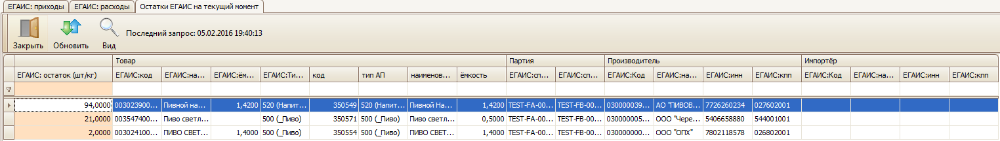 ЕГАИС: приходы ЕГАИС: расходы Остатки ЕГАИС на текущий момент
Последний запрос: 05.02.2016 19:40:13
Закрыть Обновить Вид
Товар Партия Производитель Импортёр
ЕГАИС: остаток (шт/кг) ЕГАИС:код ЕГАИС:на... ЕГАИС:ём... ЕГАИС:Ти... код тип АП наименов... ёмкость ЕГАИС:сп... ЕГАИС:сп... ЕГАИС:Код ЕГАИС:на... ЕГАИС:инн ЕГАИС:кпп ЕГАИС:Код ЕГАИС:на... ЕГАИС:инн ЕГАИС:кпп
94,0000 003023900... Пивной На... 1,4200 520 (Напит... 350549 520 (Напит... Пивной На... 1,4200 TEST-FA-00... TEST-FB-00... 030000039... АО "ПИВОВ... 7726260234 027602001
21,0000 003547400... Пиво светл... 500 (_Пиво) 350571 500 (_Пиво) Пиво светл... 0,5000 TEST-FA-00... TEST-FB-00... 030000005... ООО "Чере... 5406658880 544001001
2,0000 003024100... ПИВО СВЕТ... 1,4000 500 (_Пиво) 350554 500 (_Пиво) ПИВО СВЕТ... 1,4000 TEST-FA-00... TEST-FB-00... 030000000... ООО "ОПХ" 7802118578 026802001